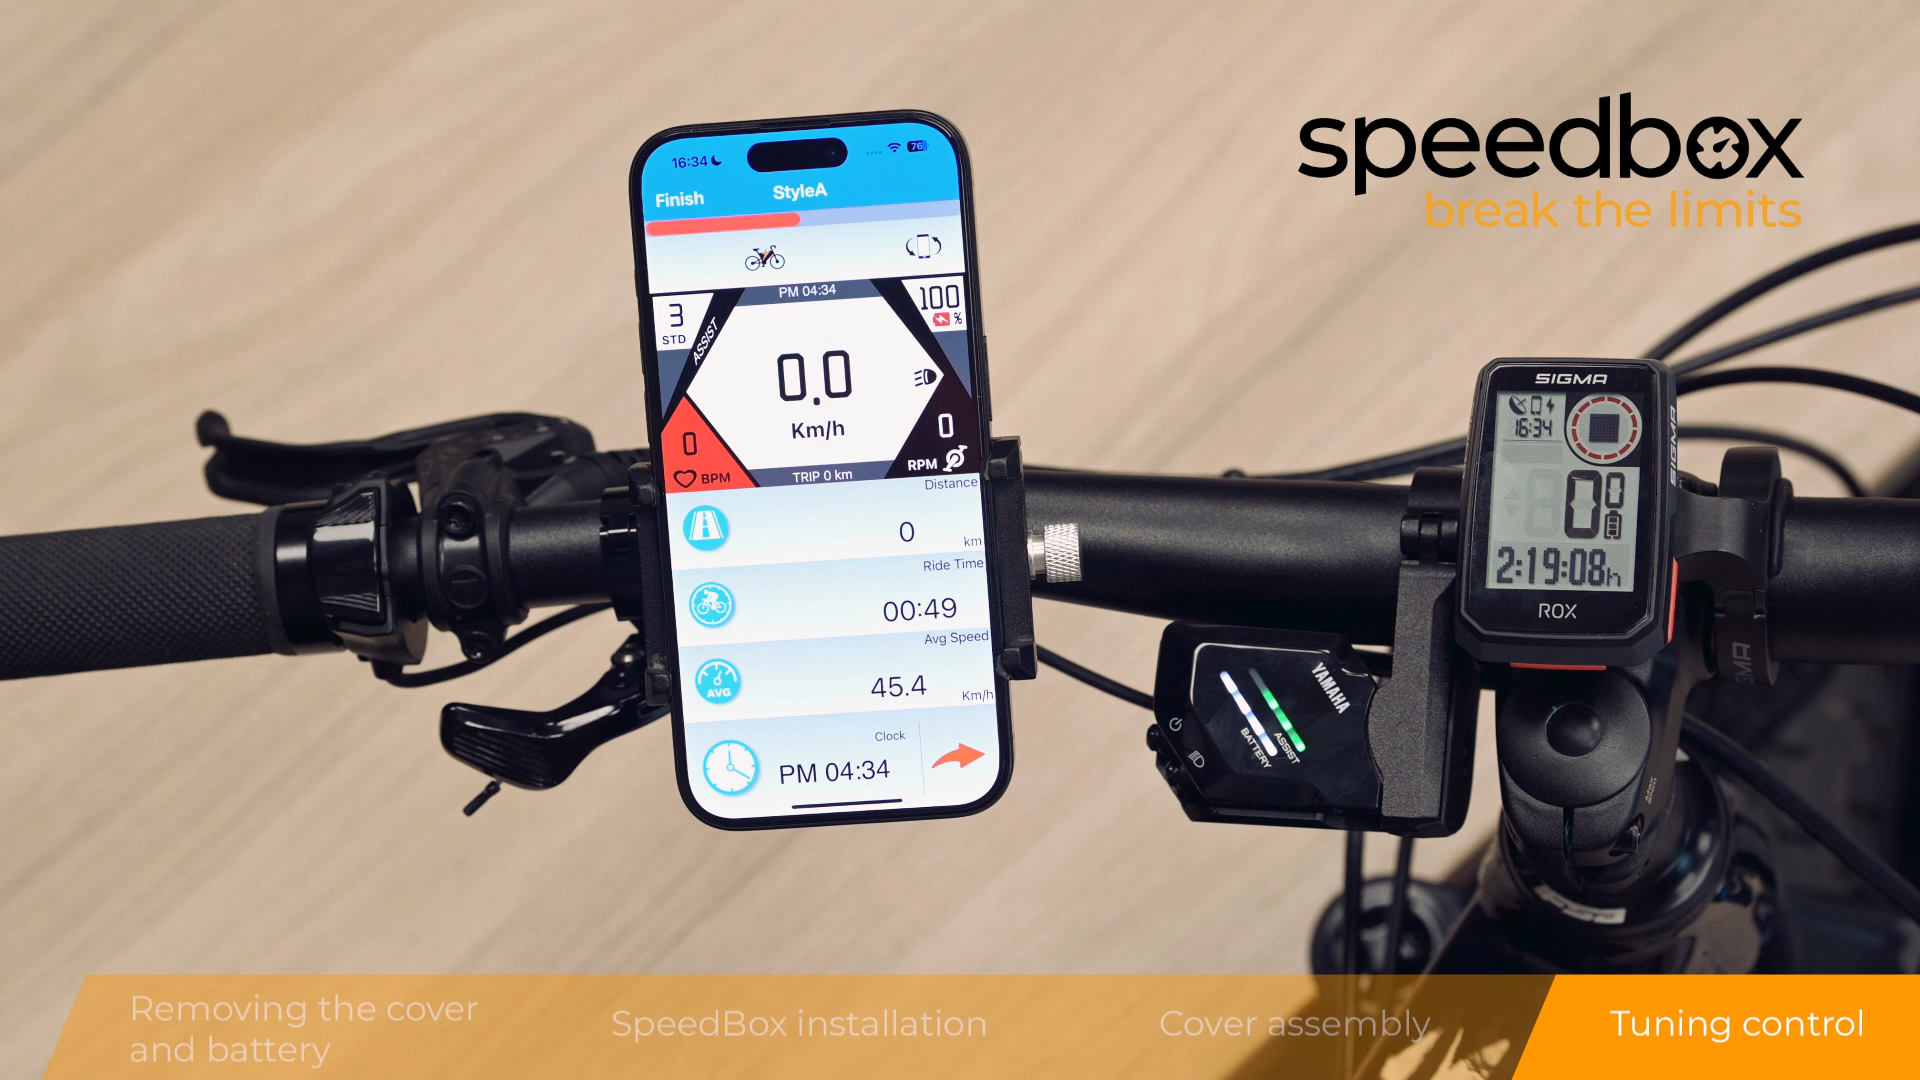 speedbox
break the limits
16:34
76
Finish
StyleA
PM 04:34
3
STD
ASSIST
100
%
0.0
Km/h
0
BPM
0
RPM
TRIP 0 km
Distance
0
km
Ride Time
00:49
Avg Speed
AVG
45.4
Km/h
Clock
PM 04:34
SIGMA
16:34
SIGMA
00
2:19:08h
ROX
YAMAHA
ASSIST
BATTERY
Removing the cover
and battery
SpeedBox installation
Cover assembly
Tuning control